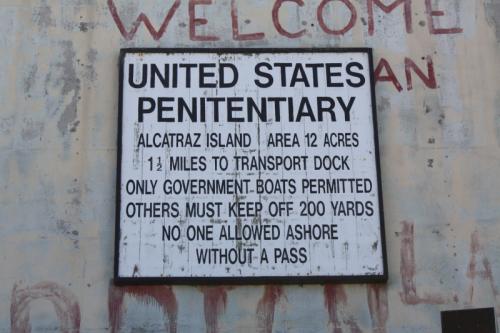 WELCOME
UNITED STATES
PENITENTIARY
ALCATRAZ ISLAND AREA 12 ACRES
1½ MILES TO TRANSPORT DOCK
ONLY GOVERNMENT BOATS PERMITTED
OTHERS MUST KEEP OFF 200 YARDS
NO ONE ALLOWED ASHORE
WITHOUT A PASS